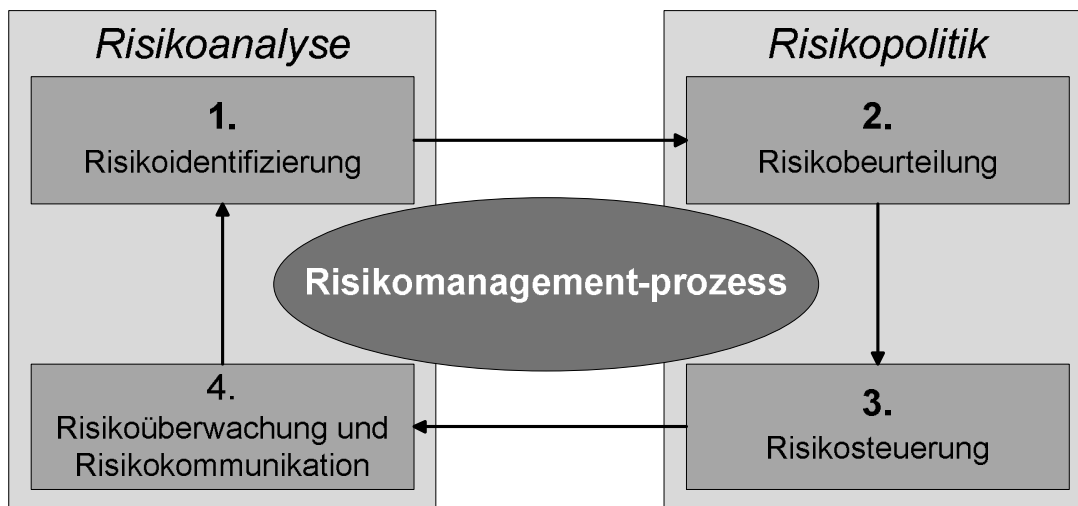 Risikoanalyse
1.
Risikoidentifizierung
Risikopolitik
2.
Risikobeurteilung
Risikomanagement-prozess
4.
Risikoüberwachung und
Risikokommunikation
3.
Risikosteuerung